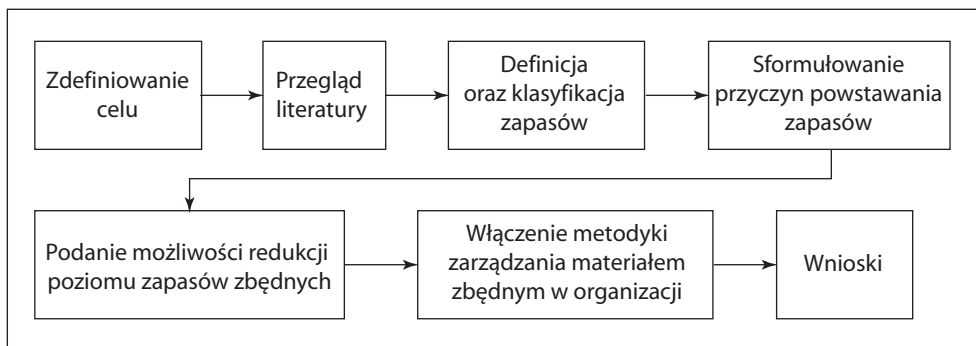 Zdefiniowanie
celu
Przegląd
literatury
Definicja
oraz klasyfikacja
zapasów
Sformułowanie
przyczyn powstawania
zapasów
Podanie możliwości redukcji
poziomu zapasów zbędnych
Włączenie metodyki
zarządzania materiałem
zbędnym w organizacji
Wnioski